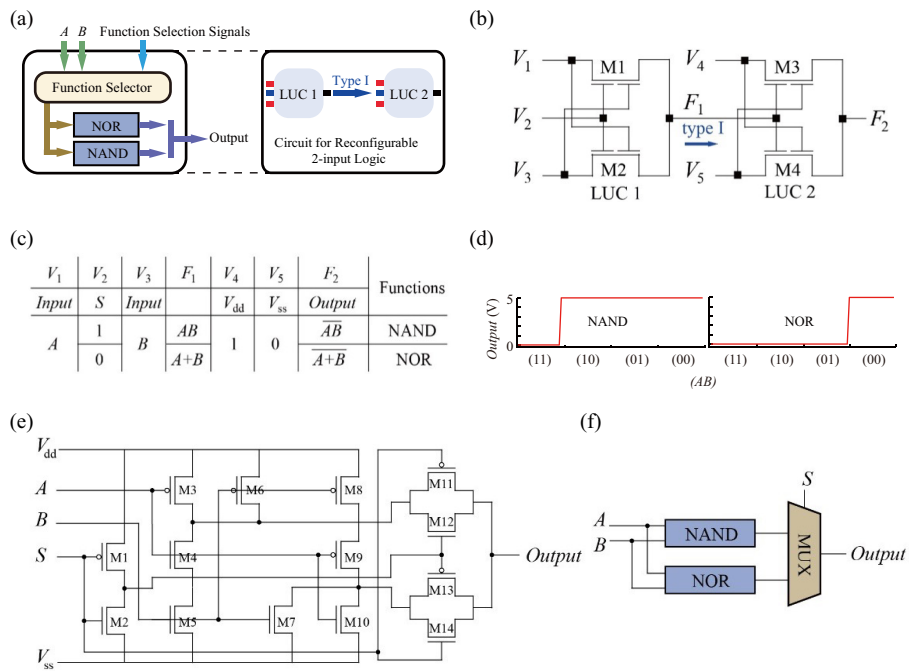 (a)
A B Function Selection Signals
Function Selector
NOR
NAND
Output
LUC 1 Type I LUC 2
Circuit for Reconfigurable
2-input Logic
(b)
V1 M1 V4 M3
V2 F1 F2
type I
V3 M2 V5 M4
LUC 1 LUC 2
(c)
V1 V2 V3 F1 V4 V5 F2 Functions
Input S Input Vdd Vss Output
A 1 B AB 1 0 \overline{AB} NAND
0 A+B \overline{A+B} NOR
(d)
Output (V)
5
0
NAND NOR
(11) (10) (01) (00) (11) (10) (01) (00)
(AB)
(e)
Vdd
A M3 M6 M8 M11
B M12
S M1 M4 M9 Output
M13
M2 M5 M7 M10 M14
Vss
(f)
S
A NAND
B MUX Output
NOR